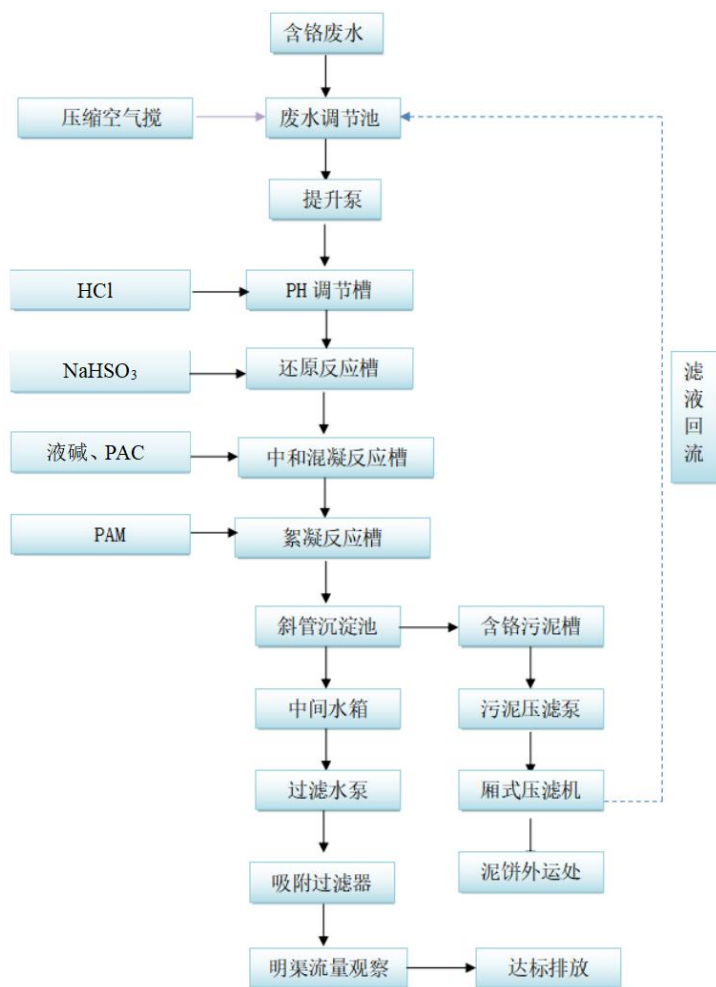 含铬废水
压缩空气搅
废水调节池
提升泵
HCl
PH 调节槽
NaHSO₃
还原反应槽
滤
液
回
流
液碱、PAC
中和混凝反应槽
PAM
絮凝反应槽
斜管沉淀池
含铬污泥槽
中间水箱
污泥压滤泵
过滤水泵
厢式压滤机
吸附过滤器
泥饼外运处
明渠流量观察
达标排放